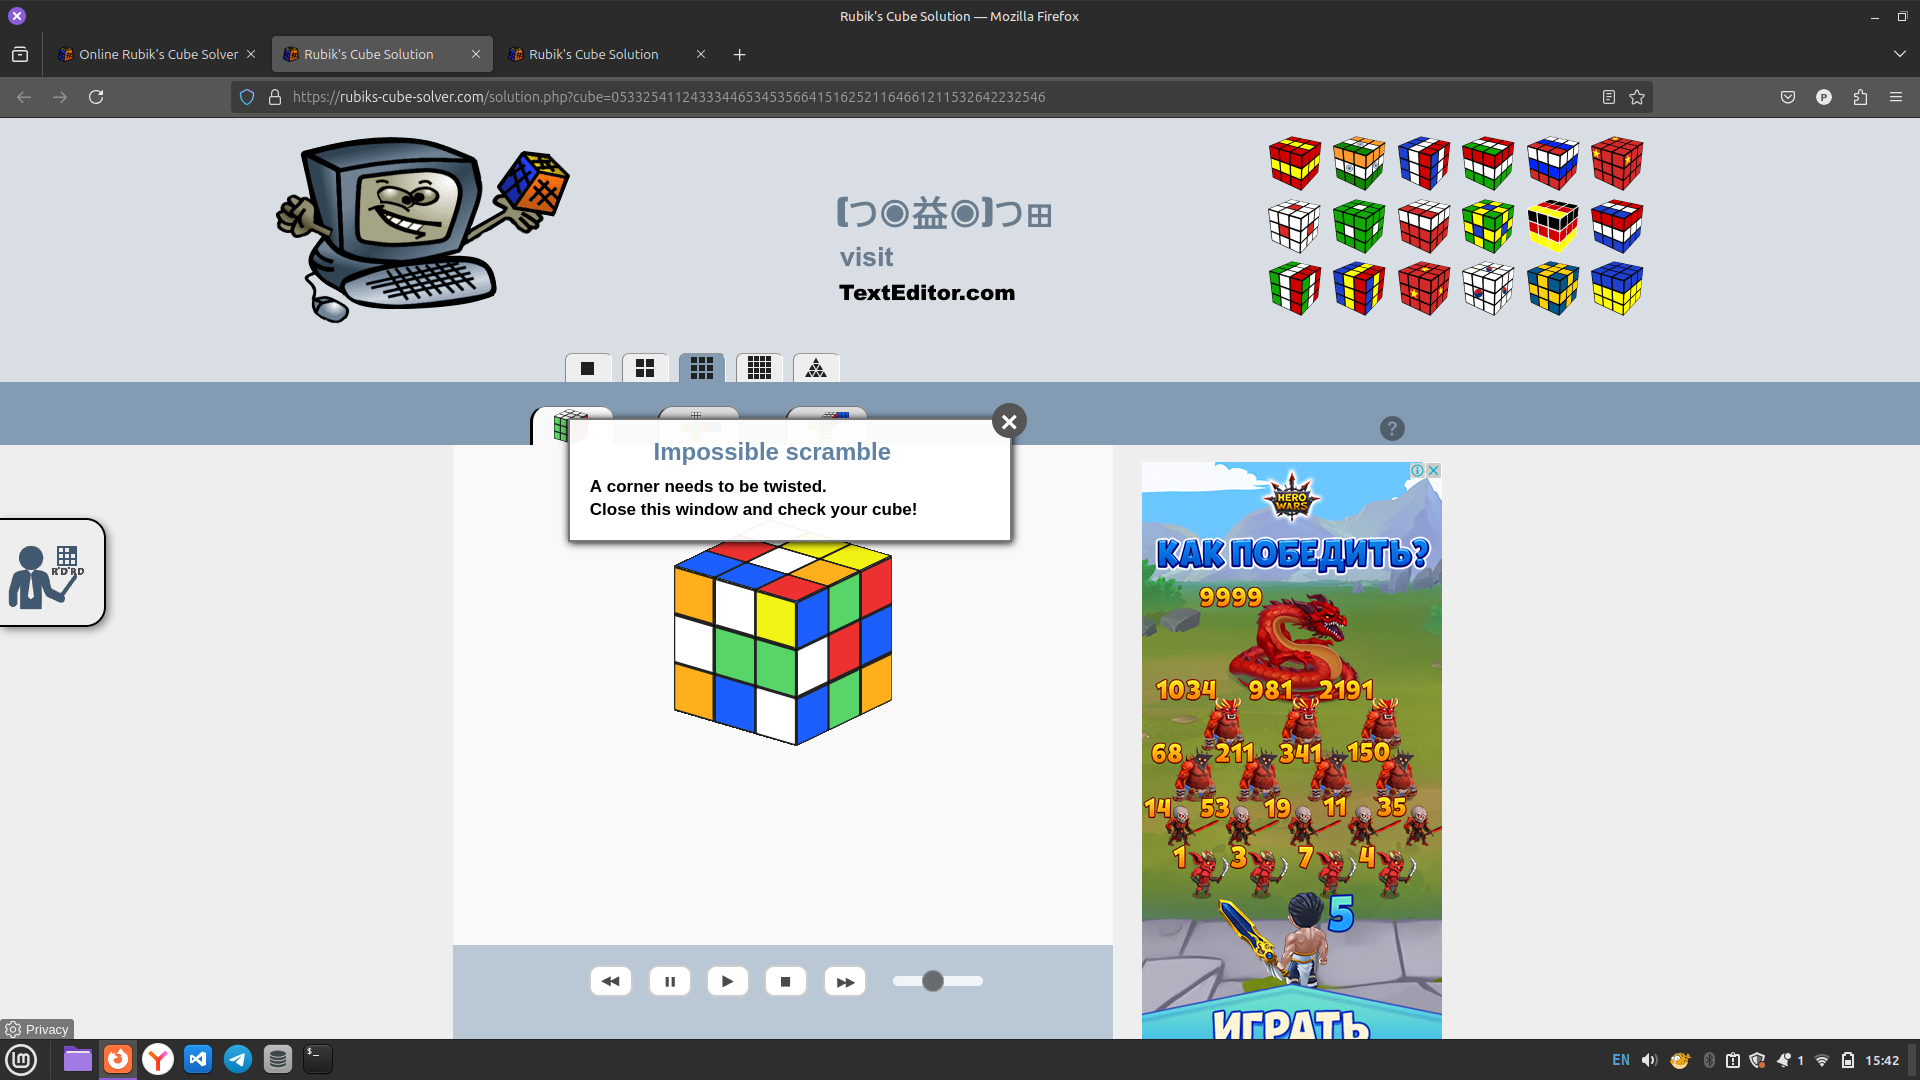 Rubik's Cube Solution — Mozilla Firefox
Online Rubik's Cube Solver
Rubik's Cube Solution
Rubik's Cube Solution
https://rubiks-cube-solver.com/solution.php?cube=0533254112433344653453566415162521164661211532642232546
(つ◉益◉)つ⊞
visit
TextEditor.com
?
Impossible scramble
A corner needs to be twisted.
Close this window and check your cube!
R'D'RD
HERO WARS
КАК ПОБЕДИТЬ?
9999
1034 981 2191
68 211 341 150
14 53 19 11 35
1 3 7 4
5
ИГРАТЬ
Privacy
EN
1
15:42